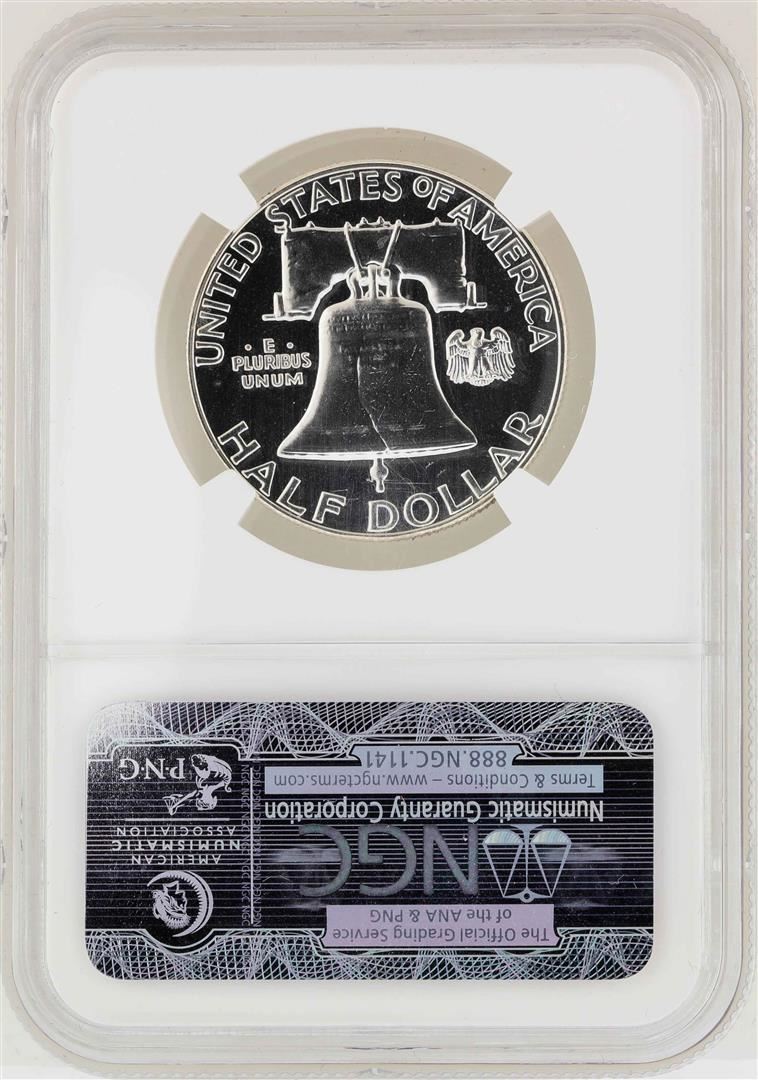 UNITED STATES OF AMERICA
· E ·
PLURIBUS
UNUM
HALF DOLLAR
The Official Grading Service
of the ANA & PNG
NGC
Numismatic Guaranty Corporation
Terms & Conditions – www.ngcterms.com
888.NGC.1141
AMERICAN
NUMISMATIC
ASSOCIATION
P·N·G